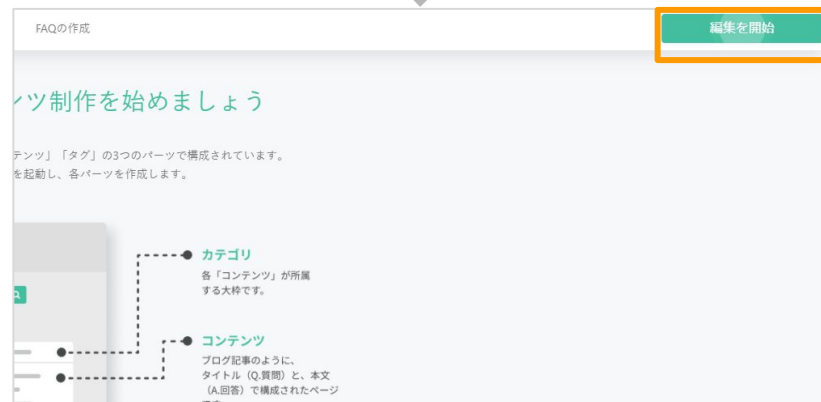 FAQの作成
編集を開始
ンツ制作を始めましょう
テンツ」「タグ」の3つのパーツで構成されています。
を起動し、各パーツを作成します。
カテゴリ
各「コンテンツ」が所属
する大枠です。
コンテンツ
ブログ記事のように、
タイトル（Q.質問）と、本文
（A.回答）で構成されたページ